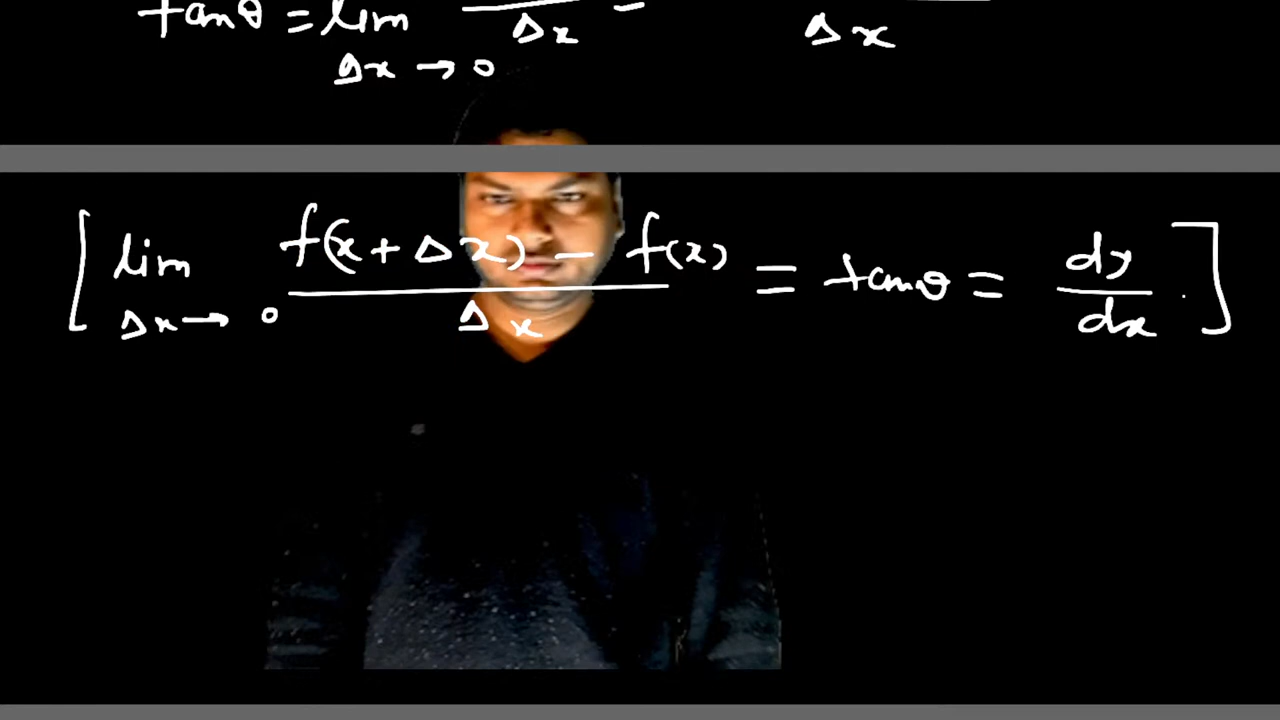 tanθ = lim —— = ——
Δx Δx
Δx → 0
[ lim f(x + Δx) − f(x) = tanθ = dy ]
Δx → 0 Δx dx